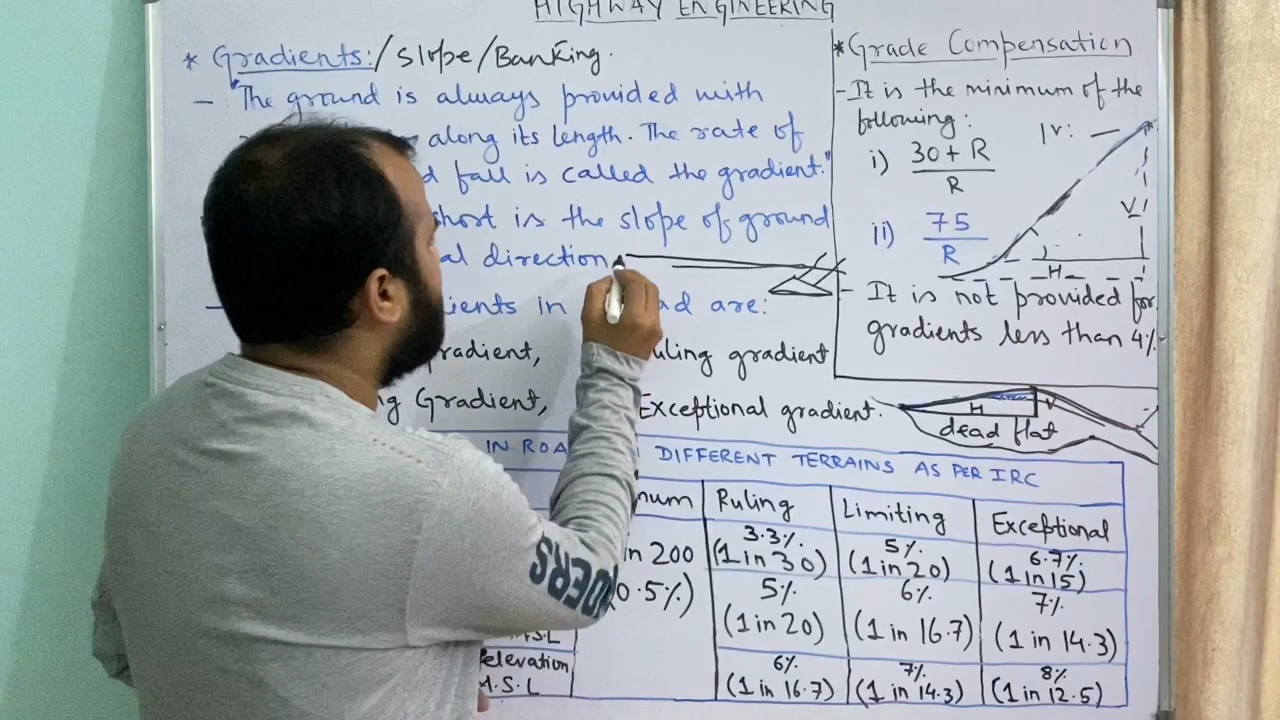 HIGHWAY ENGINEERING
* Gradients:/Slope/Banking.
- "The ground is always provided with
along its length. The rate of
fall is called the gradient."
short is the slope of ground
direction
in are:
gradient
Gradient, Exceptional gradient.
* Grade Compensation
- It is the minimum of the
following:
1V: —
i) 30+R
R
ii) 75
R
V
H
- It is not provided for
gradients less than 4%.
H V
dead flat
IN DIFFERENT TERRAINS AS PER IRC
Ruling Limiting Exceptional
in 200 3.3% (1 in 30) 5% (1 in 20) 6.7% (1 in 15)
0.5%) 5% (1 in 20) 6% (1 in 16.7) 7% (1 in 14.3)
elevation
M.S.L 6% (1 in 16.7) 7% (1 in 14.3) 8% (1 in 12.5)